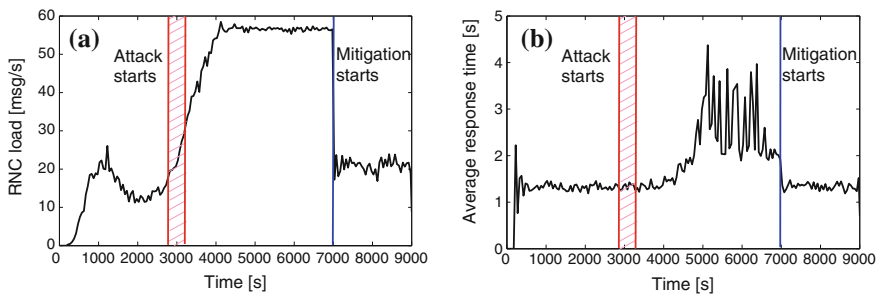 (a)
Attack
starts
Mitigation
starts
RNC load [msg/s]
60
50
40
30
20
10
0
0 1000 2000 3000 4000 5000 6000 7000 8000 9000
Time [s]
(b)
Attack
starts
Mitigation
starts
Average response time [s]
5
4
3
2
1
0
0 1000 2000 3000 4000 5000 6000 7000 8000 9000
Time [s]